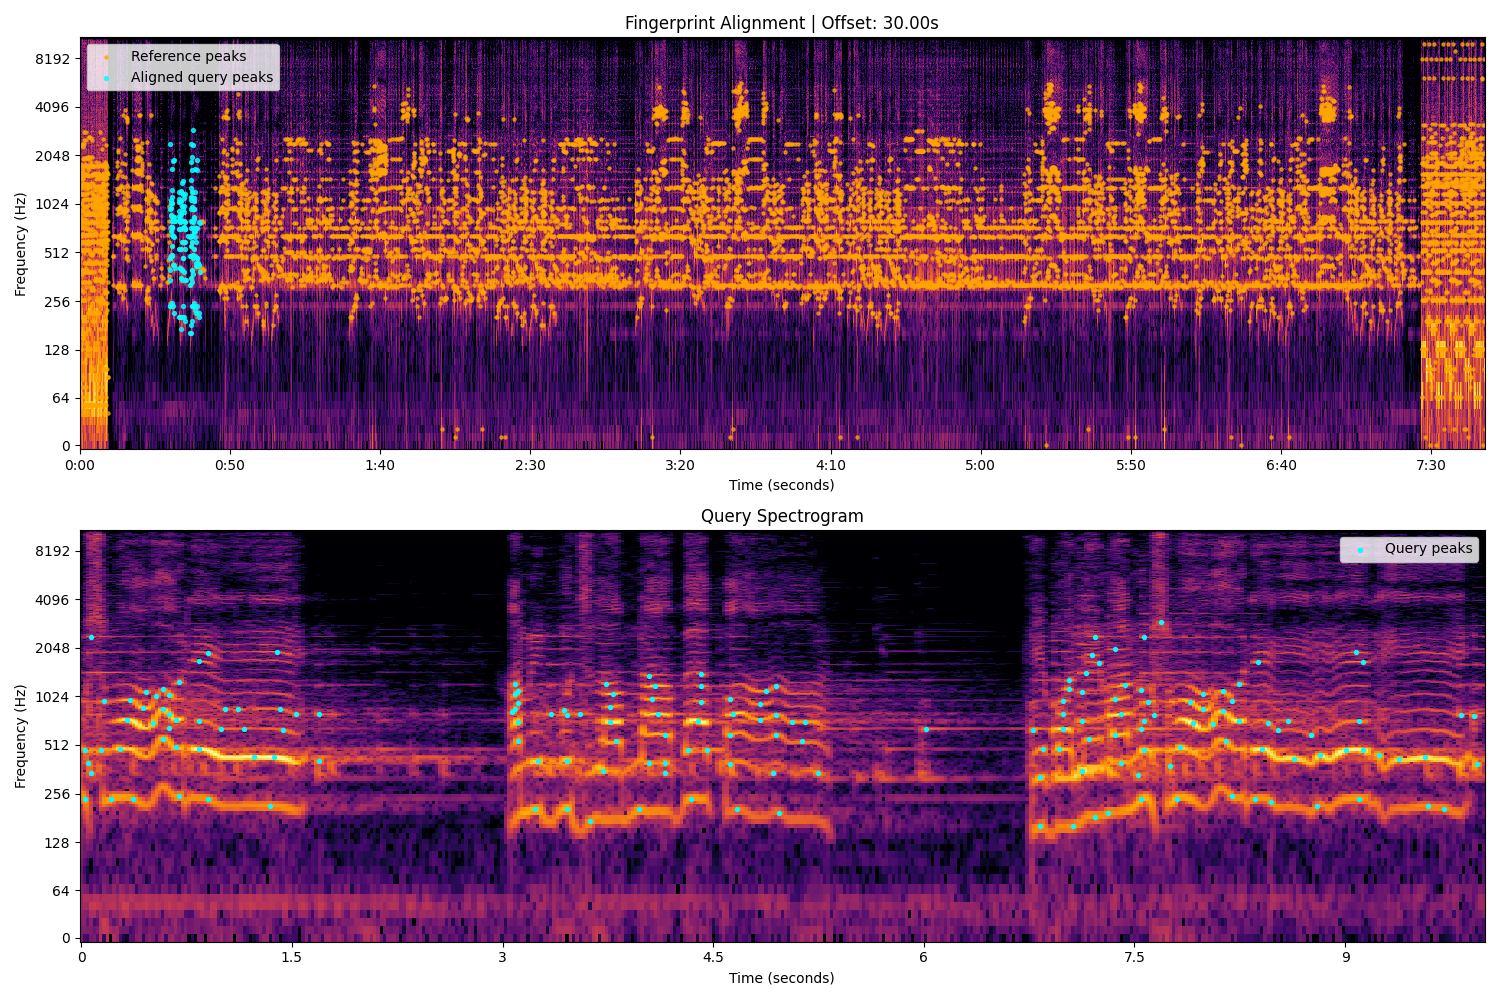 Fingerprint Alignment | Offset: 30.00s
Reference peaks
Aligned query peaks
8192
4096
2048
1024
512
256
128
64
0
Frequency (Hz)
0:00 0:50 1:40 2:30 3:20 4:10 5:00 5:50 6:40 7:30
Time (seconds)
Query Spectrogram
Query peaks
8192
4096
2048
1024
512
256
128
64
0
Frequency (Hz)
0 1.5 3 4.5 6 7.5 9
Time (seconds)